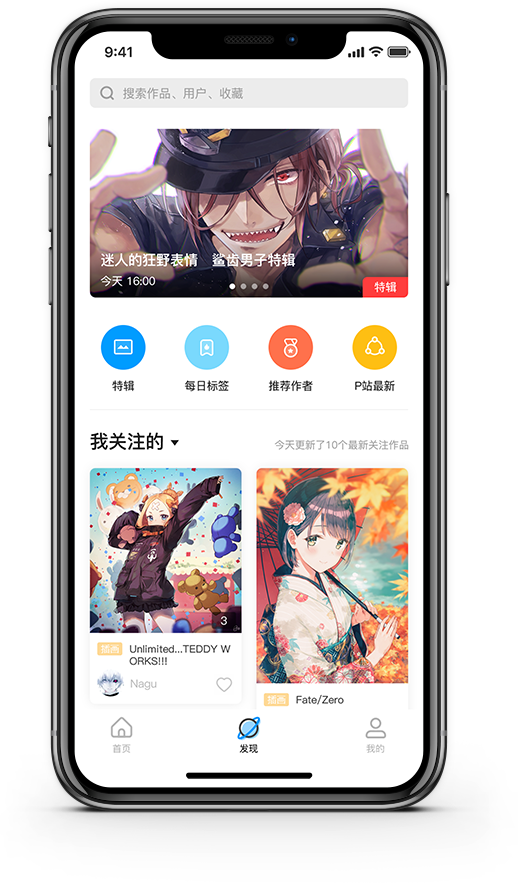 9:41
搜索作品、用户、收藏
迷人的狂野表情 鲨齿男子特辑
今天 16:00
特辑
特辑
每日标签
推荐作者
P站最新
我关注的
今天更新了10个最新关注作品
3
插画
Unlimited...TEDDY W
ORKS!!!
Nagu
插画
Fate/Zero
首页
发现
我的